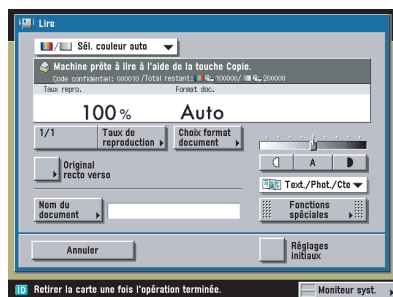 Lire
Sél. couleur auto
Machine prête à lire à l'aide de la touche Copie.
Code confidentiel: 000010 /Total restant: 100000/ 200000
Taux repro. Format doc.
100 % Auto
1/1 Taux de reproduction Choix format document
Original recto verso
A
Text./Phot./Cte
Nom du document
Fonctions spéciales
Annuler
Réglages initiaux
ID Retirer la carte une fois l'opération terminée.
Moniteur syst.